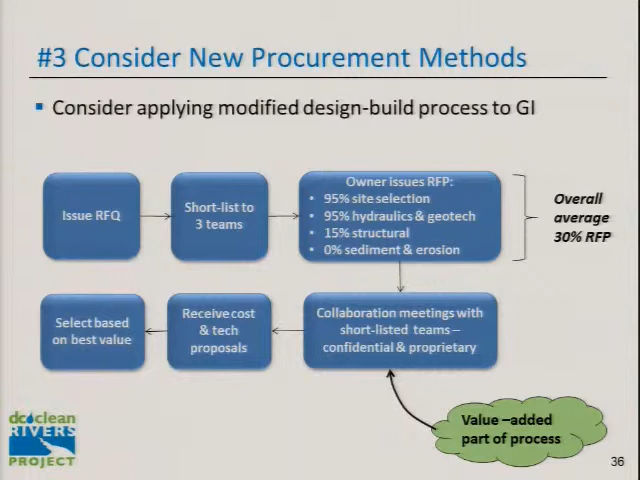 #3 Consider New Procurement Methods
▪ Consider applying modified design-build process to GI
Issue RFQ
Short-list to
3 teams
Owner issues RFP:
• 95% site selection
• 95% hydraulics & geotech
• 15% structural
• 0% sediment & erosion
Overall
average
30% RFP
Select based
on best value
Receive cost
& tech
proposals
Collaboration meetings with
short-listed teams –
confidential & proprietary
Value –added
part of process
dc clean
RIVERS
PROJECT
36